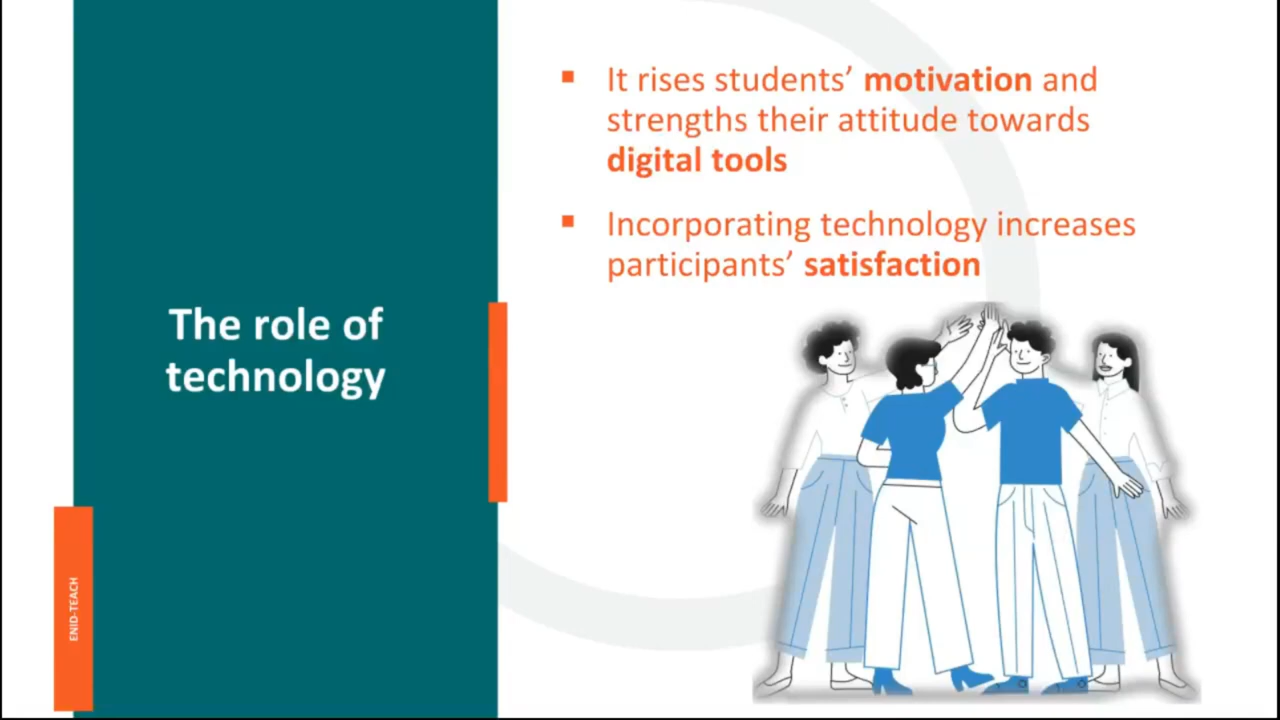 The role of
technology
ENID-TEACH
▪ It rises students’ motivation and
strengths their attitude towards
digital tools
▪ Incorporating technology increases
participants’ satisfaction